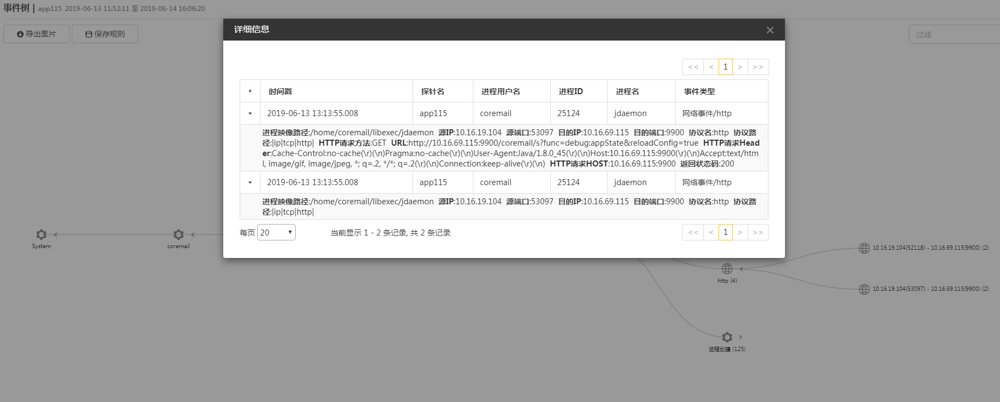 事件树 | app115 2019-06-13 11:52:11 至 2019-06-14 16:06:20
导出图片 保存规则
过滤
详细信息 ×
<< < 1 > >>
时间戳 探针名 进程用户名 进程ID 进程名 事件类型
2019-06-13 13:13:55.008 app115 coremail 25124 jdaemon 网络事件/http
进程映像路径:/home/coremail/libexec/jdaemon 源IP:10.16.19.104 源端口:53097 目的IP:10.16.69.115 目的端口:9900 协议名:http 协议路
径:|ip|tcp|http| HTTP请求方法:GET URL:http://10.16.69.115:9900/coremail/s?func=debug:appState&reloadConfig=true HTTP请求Head
er:Cache-Control:no-cache(\r)(\n)Pragma:no-cache(\r)(\n)User-Agent:Java/1.8.0_45(\r)(\n)Host:10.16.69.115:9900(\r)(\n)Accept:text/htm
l, image/gif, image/jpeg, *; q=.2, */*; q=.2(\r)(\n)Connection:keep-alive(\r)(\n) HTTP请求HOST:10.16.69.115:9900 返回状态码:200
2019-06-13 13:13:55.008 app115 coremail 25124 jdaemon 网络事件/http
进程映像路径:/home/coremail/libexec/jdaemon 源IP:10.16.19.104 源端口:53097 目的IP:10.16.69.115 目的端口:9900 协议名:http 协议路
径:|ip|tcp|http|
每页 20 当前显示 1 - 2 条记录, 共 2 条记录 << < 1 > >>
System
coremail
10.16.19.104(52118) - 10.16.69.115(9900) (2)
http (4)
10.16.19.104(53097) - 10.16.69.115(9900) (2)
进程创建 (125)